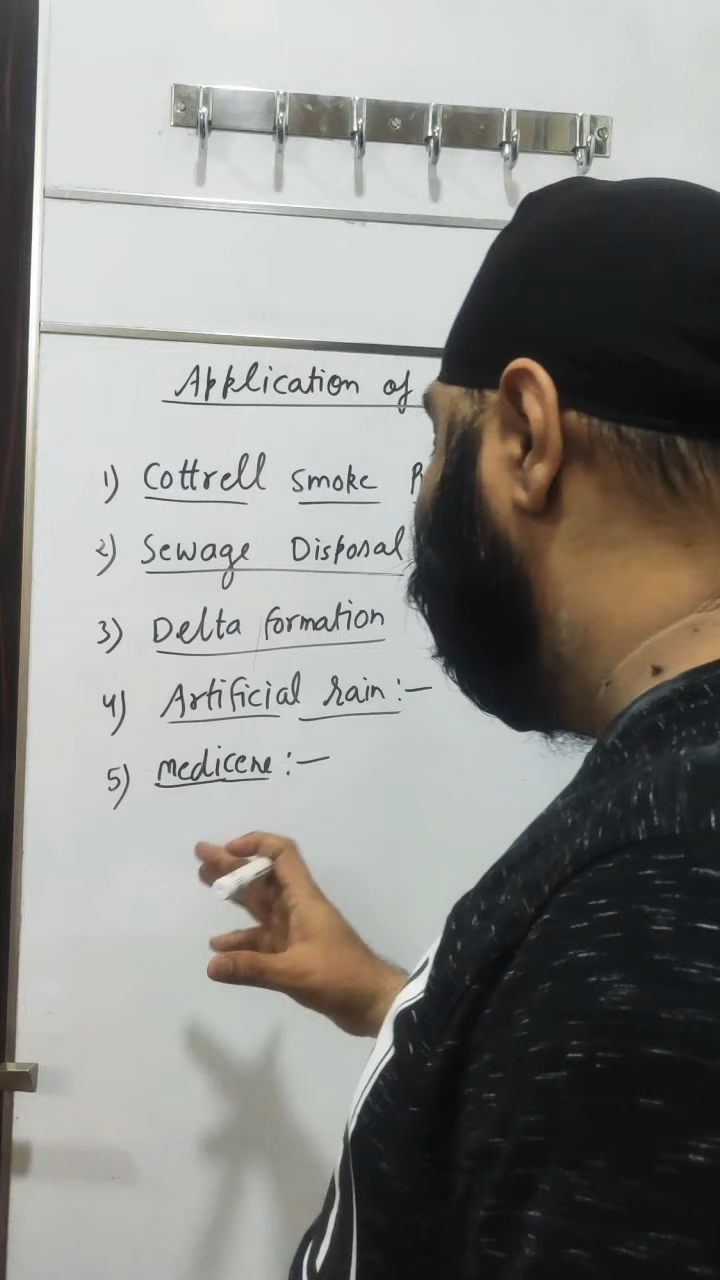 Application of
1) Cottrell smoke
2) Sewage Disposal
3) Delta formation
4) Artificial rain:-
5) medicene:-